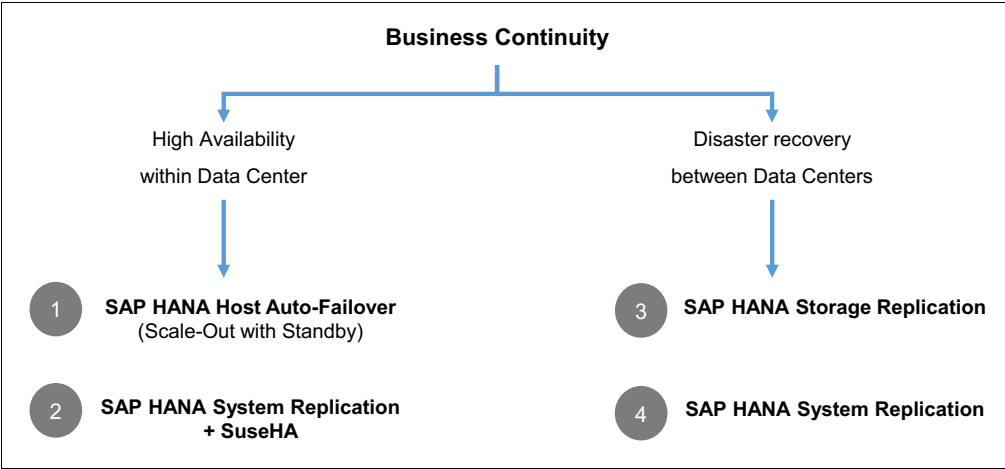 Business Continuity
High Availability
within Data Center
Disaster recovery
between Data Centers
1
SAP HANA Host Auto-Failover
(Scale-Out with Standby)
3
SAP HANA Storage Replication
2
SAP HANA System Replication
+ SuseHA
4
SAP HANA System Replication